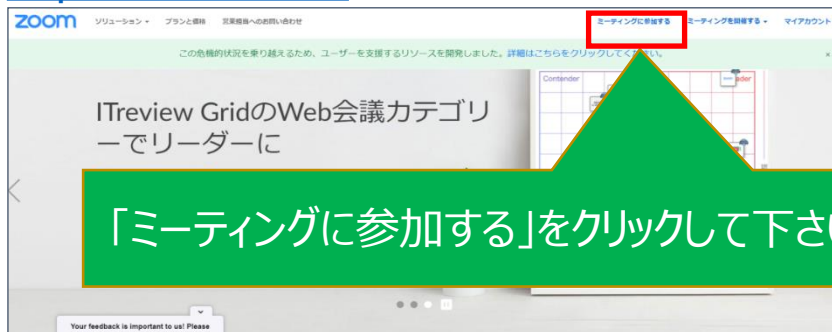 zoom ソリューション プランと価格 営業担当へのお問い合わせ ミーティングに参加する ミーティングを開催する マイアカウント
この危機的状況を乗り越えるため、ユーザーを支援するリソースを開発しました。詳細はこちらをクリックしてください。
Contender
ITreview GridのWeb会議カテゴリ
ーでリーダーに
「ミーティングに参加する」をクリックして下さ
Your feedback is important to us! Please